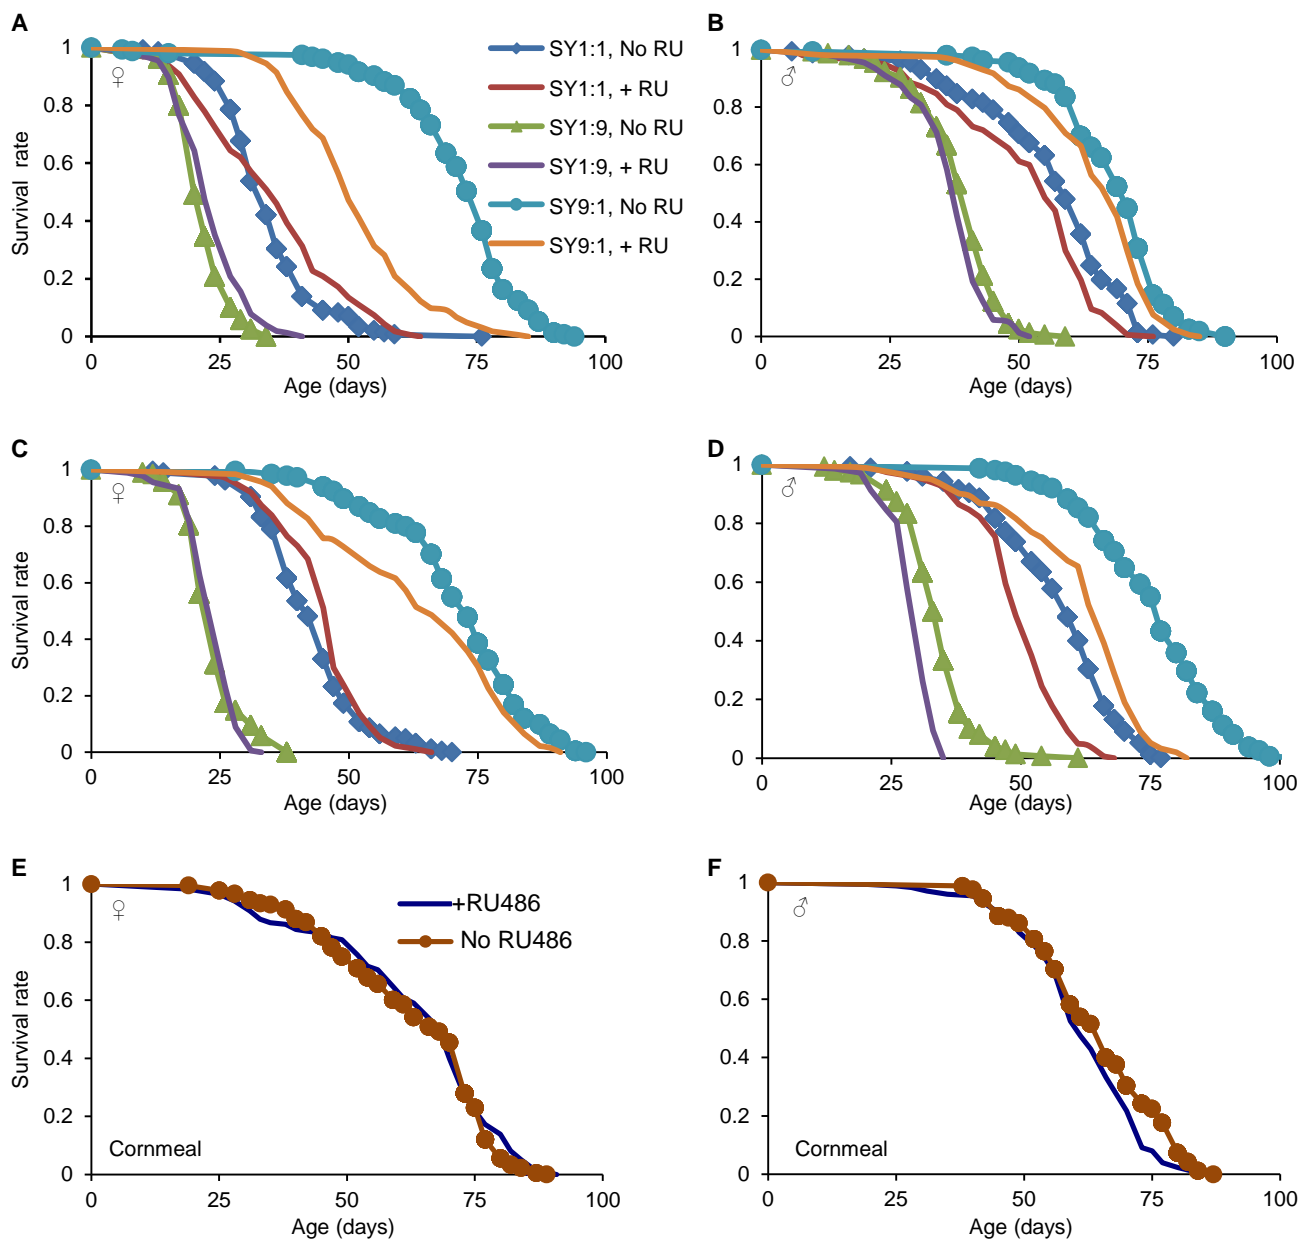 A
1
0.8
0.6
0.4
0.2
0
Survival rate
♀
0 25 50 75 100
Age (days)
SY1:1, No RU
SY1:1, + RU
SY1:9, No RU
SY1:9, + RU
SY9:1, No RU
SY9:1, + RU
B
1
0.8
0.6
0.4
0.2
0
♂
0 25 50 75 100
Age (days)
C
1
0.8
0.6
0.4
0.2
0
Survival rate
♀
0 25 50 75 100
Age (days)
D
1
0.8
0.6
0.4
0.2
0
♂
0 25 50 75 100
Age (days)
E
1
0.8
0.6
0.4
0.2
0
Survival rate
♀
+RU486
No RU486
Cornmeal
0 25 50 75 100
Age (days)
F
1
0.8
0.6
0.4
0.2
0
♂
0 25 50 75 100
Age (days)